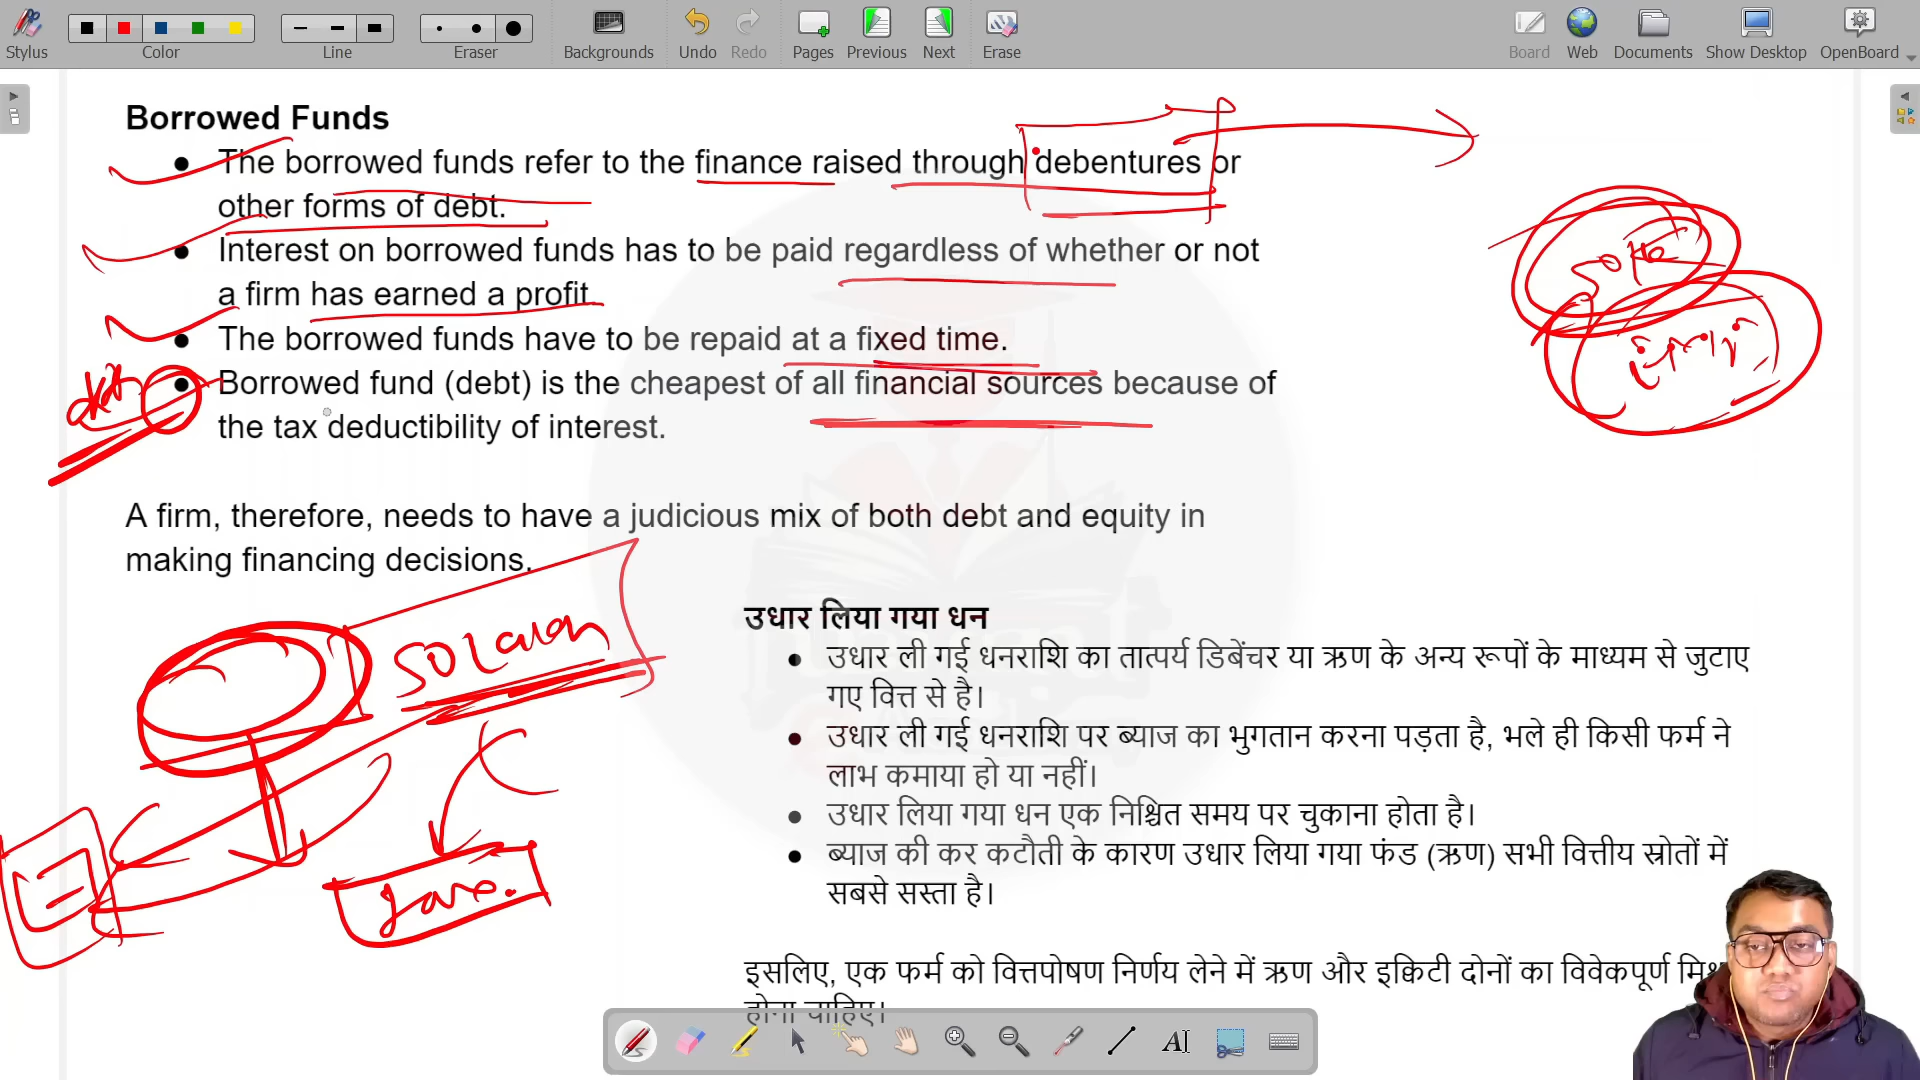 Stylus Color Line Eraser Backgrounds Undo Redo Pages Previous Next Erase Board Web Documents Show Desktop OpenBoard
Borrowed Funds
● The borrowed funds refer to the finance raised through debentures or
other forms of debt.
● Interest on borrowed funds has to be paid regardless of whether or not
a firm has earned a profit.
● The borrowed funds have to be repaid at a fixed time.
● Borrowed fund (debt) is the cheapest of all financial sources because of
the tax deductibility of interest.
A firm, therefore, needs to have a judicious mix of both debt and equity in
making financing decisions.
debt
उधार लिया गया धन
● उधार ली गई धनराशि का तात्पर्य डिबेंचर या ऋण के अन्य रूपों के माध्यम से जुटाए
गए वित्त से है।
● उधार ली गई धनराशि पर ब्याज का भुगतान करना पड़ता है, भले ही किसी फर्म ने
लाभ कमाया हो या नहीं।
● उधार लिया गया धन एक निश्चित समय पर चुकाना होता है।
● ब्याज की कर कटौती के कारण उधार लिया गया फंड (ऋण) सभी वित्तीय स्रोतों में
सबसे सस्ता है।
इसलिए, एक फर्म को वित्तपोषण निर्णय लेने में ऋण और इक्विटी दोनों का विवेकपूर्ण
होना चाहिए।